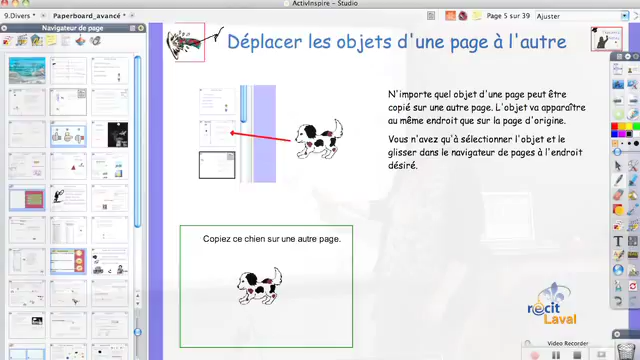 ActivInspire - Studio
9.Divers
Paperboard_avancé *
Page 5 sur 39
Ajuster
Navigateur de page
Déplacer les objets d'une page à l'autre
N'importe quel objet d'une page peut être
copié sur une autre page. L'objet va apparaître
au même endroit que sur la page d'origine.
Vous n'avez qu'à sélectionner l'objet et le
glisser dans le navigateur de pages à l'endroit
désiré.
Copiez ce chien sur une autre page.
récit
Laval
Video Recorder